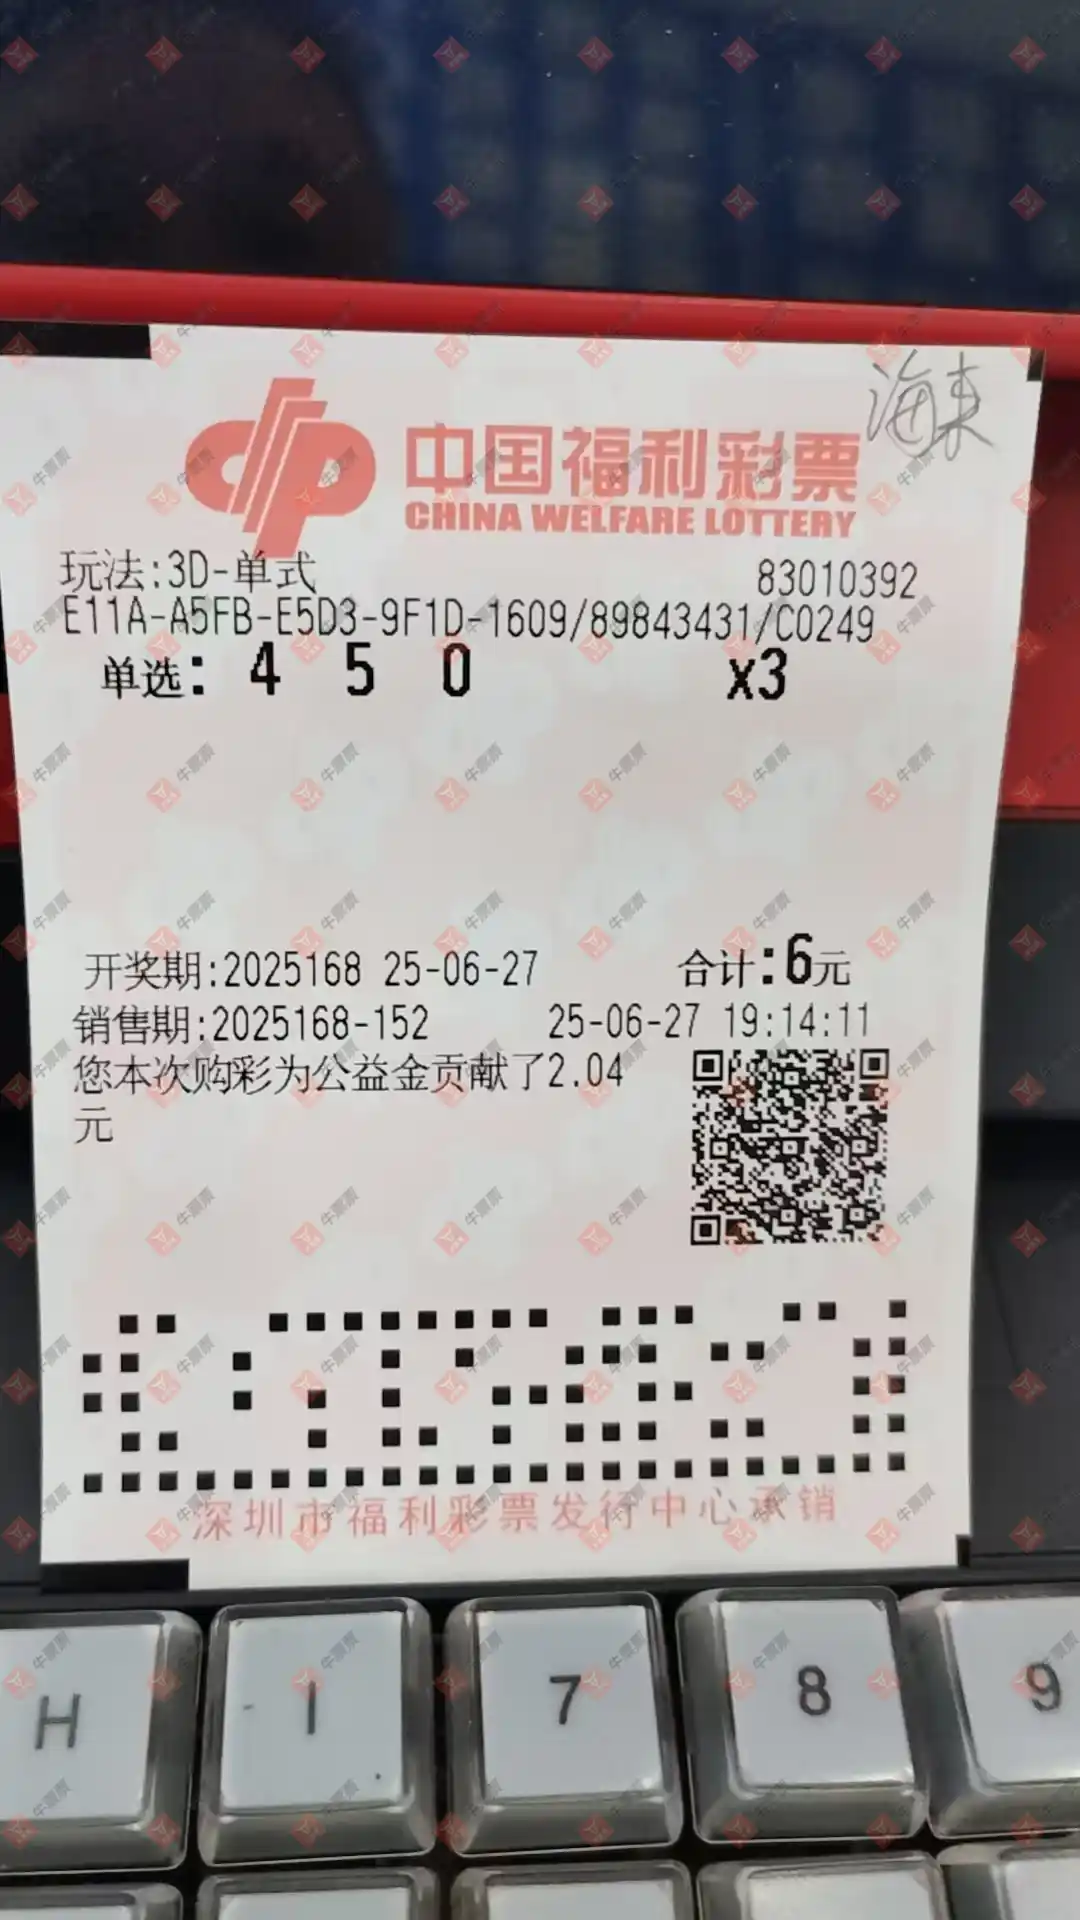 海来
中国福利彩票
CHINA WELFARE LOTTERY
玩法:3D-单式 83010392
E11A-A5FB-E5D3-9F1D-1609/89843431/C0249
单选: 4 5 0 x3
开奖期:2025168 25-06-27 合计:6元
销售期:2025168-152 25-06-27 19:14:11
您本次购彩为公益金贡献了2.04
元
深圳市福利彩票发行中心承销
H I 7 8 9
牛票票